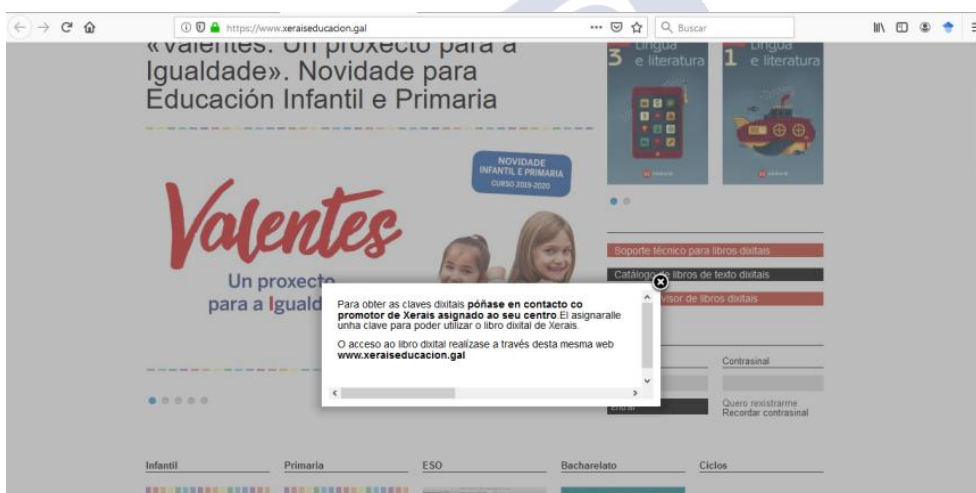 https://www.xeraiseducacion.gal
Buscar
«Valentes. Un proxecto para a
Igualdade». Novidade para
Educación Infantil e Primaria
3 Lingua
e literatura
1 Lingua
e literatura
NOVIDADE
INFANTIL E PRIMARIA
CURSO 2019-2020
Valentes
Un proxecto
para a Iguald
Soporte técnico para libros dixitais
Catálogo de libros de texto dixitais
visor de libros dixitais
Para obter as claves dixitais póñase en contacto co
promotor de Xerais asignado ao seu centro.El asignaralle
unha clave para poder utilizar o libro dixital de Xerais.
O acceso ao libro dixital realízase a través desta mesma web
www.xeraiseducacion.gal
Contrasinal
Entrar
Quero rexistrarme
Recordar contrasinal
Infantil
Primaria
ESO
Bacharelato
Ciclos